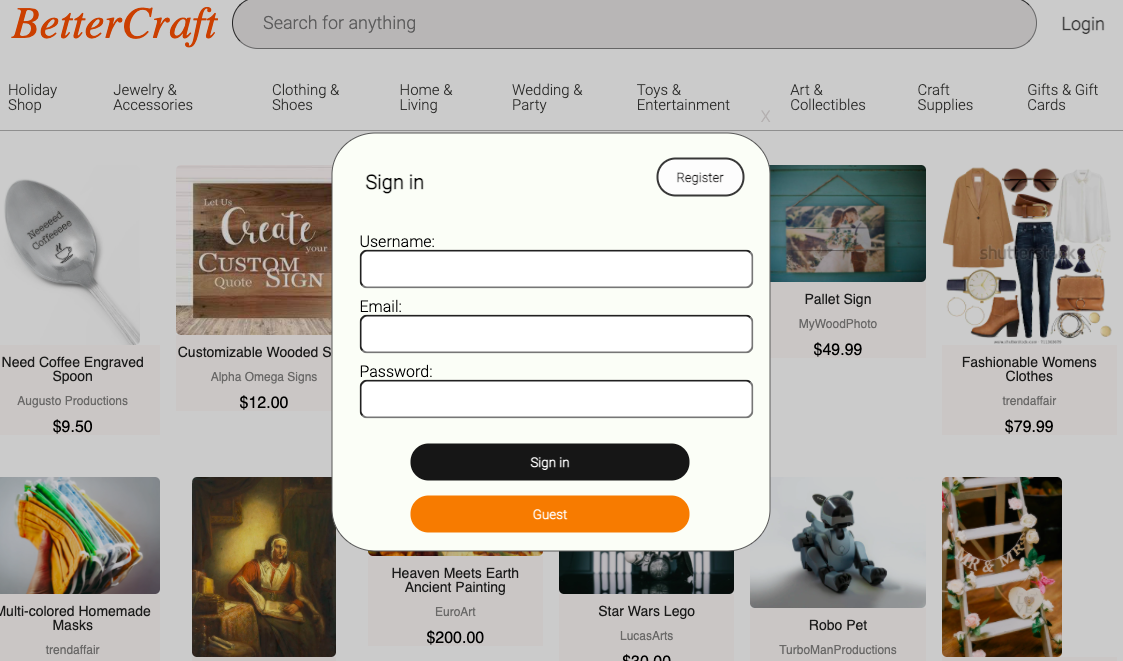 BetterCraft
Search for anything
Login
Holiday
Shop
Jewelry &
Accessories
Clothing &
Shoes
Home &
Living
Wedding &
Party
Toys &
Entertainment
Art &
Collectibles
Craft
Supplies
Gifts & Gift
Cards
X
Sign in
Register
Username:
Email:
Password:
Sign in
Guest
Neeeeed
Coffeeeee
Need Coffee Engraved
Spoon
Augusto Productions
$9.50
Let Us
Create
your
CUSTOM
Quote SIGN
Customizable Wooded S
Alpha Omega Signs
$12.00
Pallet Sign
MyWoodPhoto
$49.99
shutterstock
Fashionable Womens
Clothes
trendaffair
$79.99
Multi-colored Homemade
Masks
trendaffair
Heaven Meets Earth
Ancient Painting
EuroArt
$200.00
Star Wars Lego
LucasArts
$30.00
Robo Pet
TurboManProductions
MR & MRS